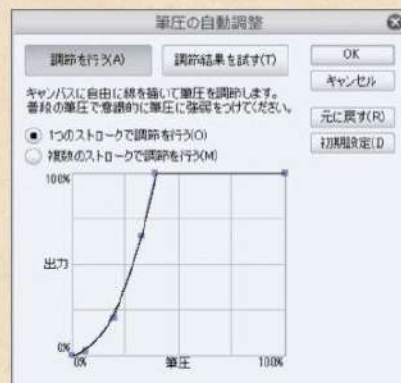 筆圧の自動調整
調節を行う(A)
調節結果を試す(T)
OK
キャンセル
元に戻す(R)
初期設定(D
キャンバスに自由に線を描いて筆圧を調節します。
普段の筆圧で意識的に筆圧に強弱をつけてください。
1つのストロークで調節を行う(O)
複数のストロークで調節を行う(M)
100%
出力
0%
0%
筆圧
100%